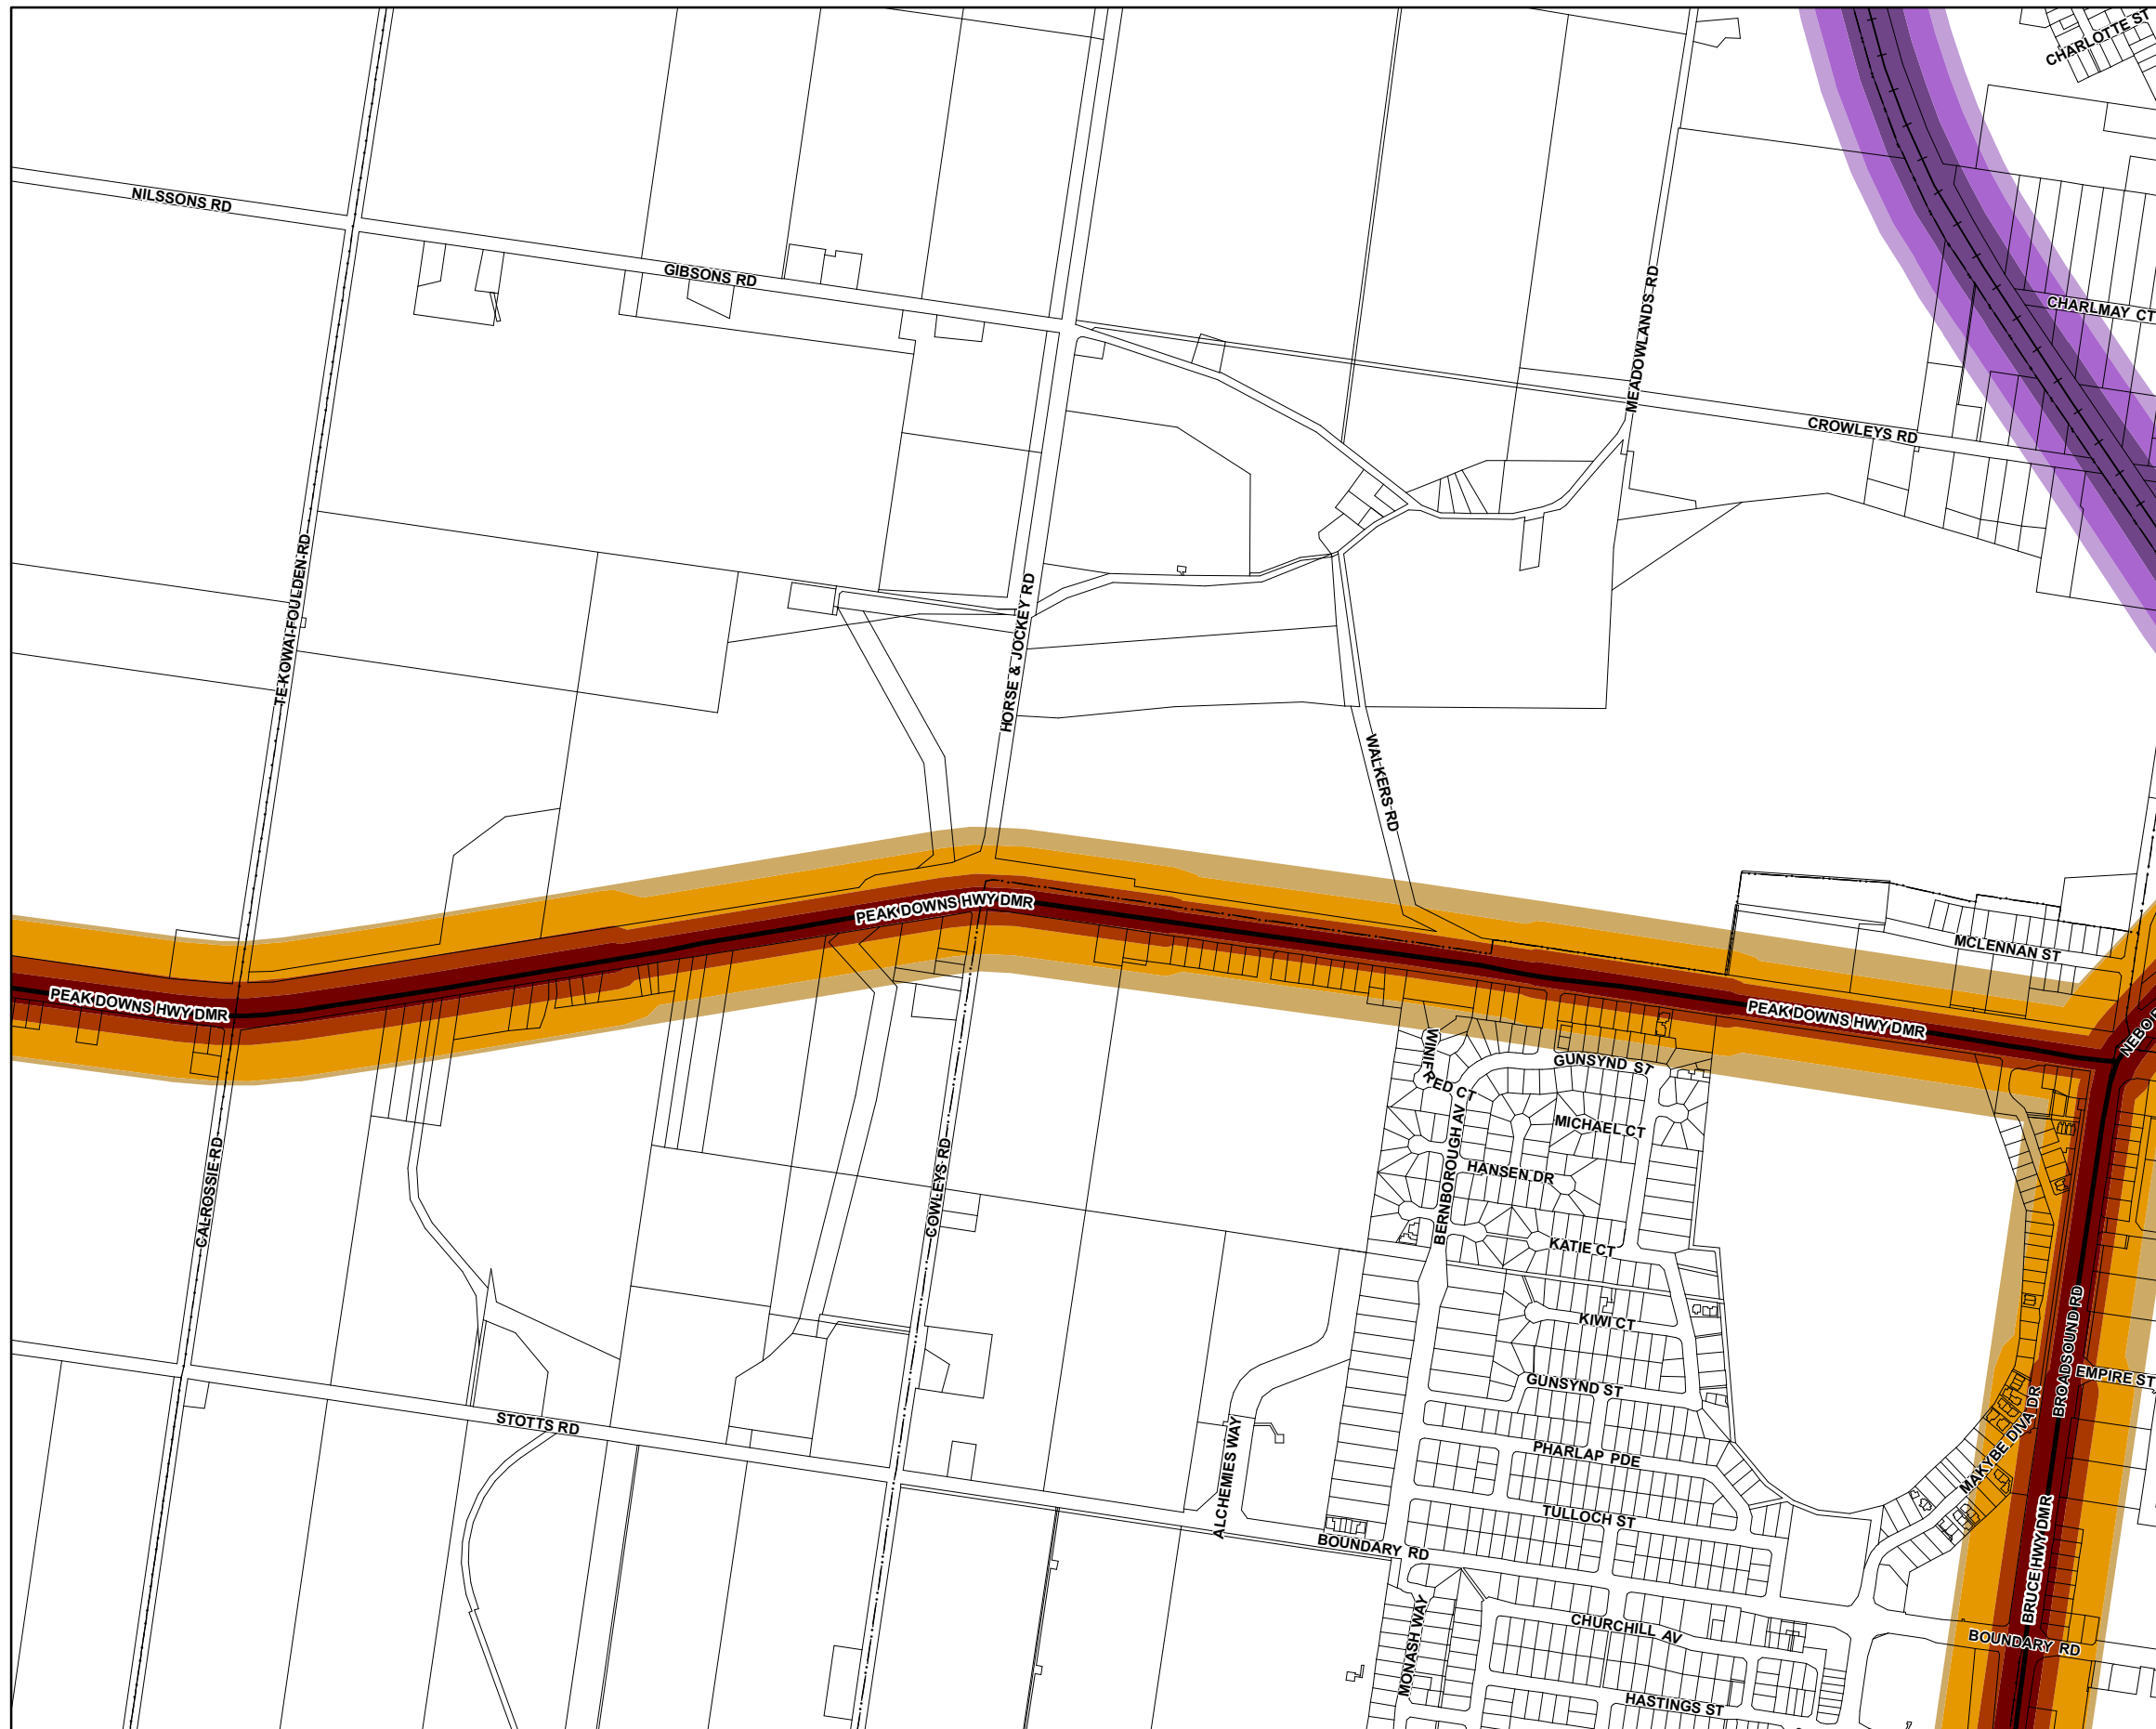 CHARLOTTE ST
NILSSONS RD
GIBSONS RD
MEADOWLANDS RD
CHARLMAY CT
CROWLEYS RD
TE KOWAI-FOULDEN RD
HORSE & JOCKEY RD
WALKERS RD
PEAK DOWNS HWY DMR
MCLENNAN ST
PEAK DOWNS HWY DMR
PEAK DOWNS HWY DMR
WINIFRED CT
GUNSYND ST
BERNBOROUGH AV
MICHAEL CT
HANSEN DR
CALROSSIE RD
COWLEYS RD
KATIE CT
KIWI CT
BROADSOUND RD
EMPIRE ST
GUNSYND ST
MAKYBE DIVA DR
STOTTS RD
ALCHEMIES WAY
PHARLAP PDE
TULLOCH ST
BOUNDARY RD
BRUCE HWY DMR
MONASH WAY
CHURCHILL AV
BOUNDARY RD
HASTINGS ST